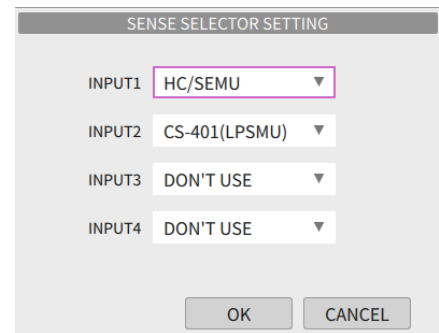 SENSE SELECTOR SETTING
INPUT1 HC/SEMU
INPUT2 CS-401(LPSMU)
INPUT3 DON'T USE
INPUT4 DON'T USE
OK CANCEL